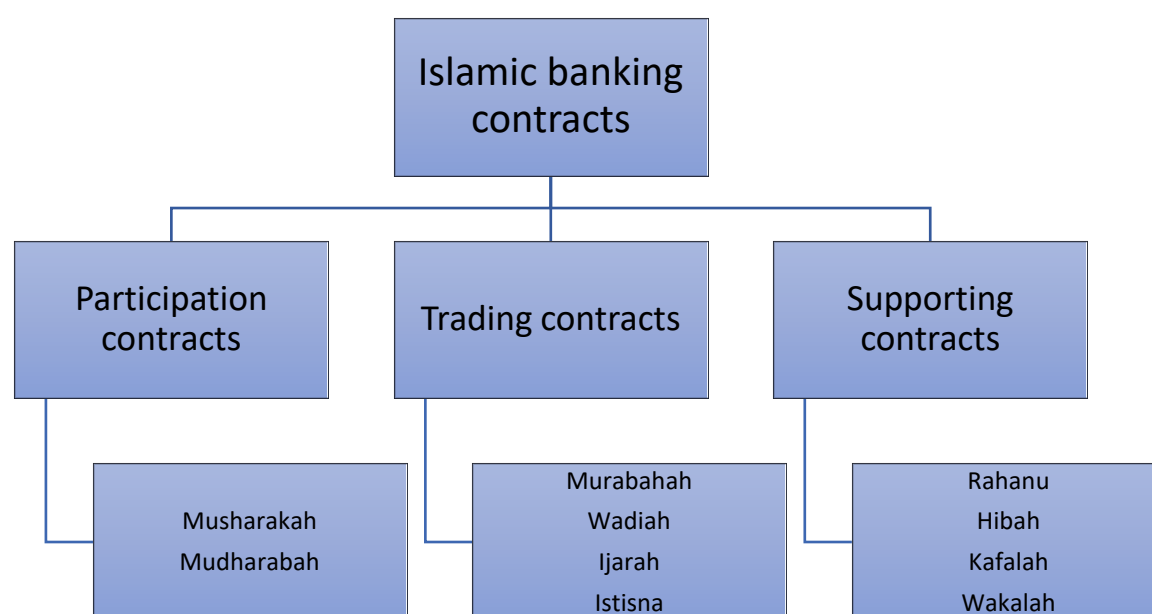 Islamic banking
contracts
Participation
contracts
Trading contracts
Supporting
contracts
Musharakah
Mudharabah
Murabahah
Wadiah
Ijarah
Istisna
Rahanu
Hibah
Kafalah
Wakalah